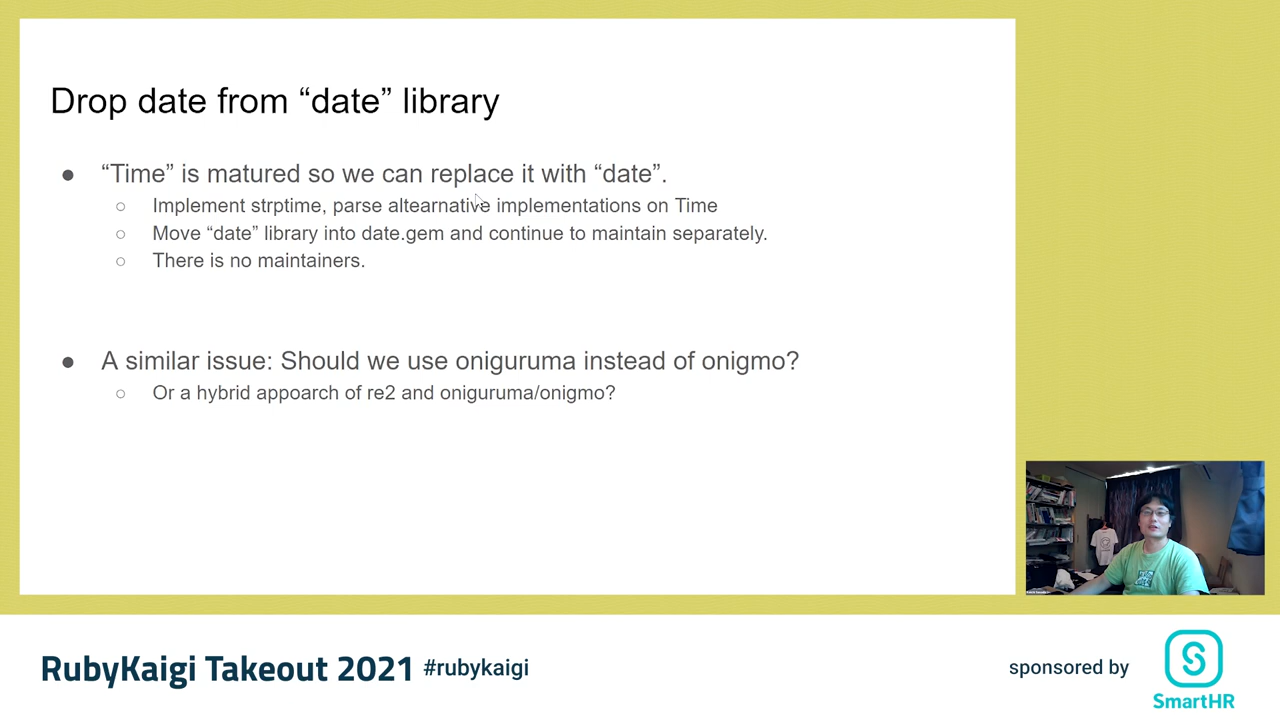 Drop date from “date” library
● “Time” is matured so we can replace it with “date”.
○ Implement strptime, parse altearnative implementations on Time
○ Move “date” library into date.gem and continue to maintain separately.
○ There is no maintainers.
● A similar issue: Should we use oniguruma instead of onigmo?
○ Or a hybrid appoarch of re2 and oniguruma/onigmo?
RubyKaigi Takeout 2021 #rubykaigi
sponsored by
SmartHR